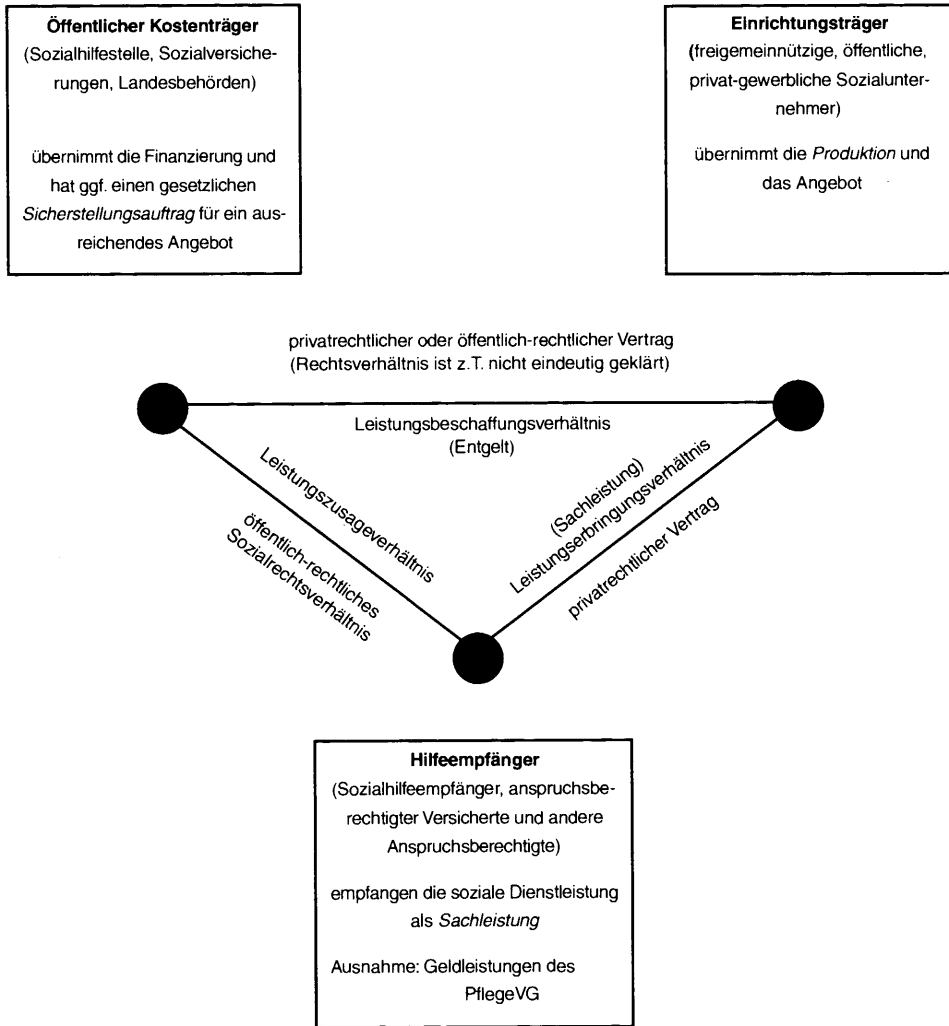 Öffentlicher Kostenträger
(Sozialhilfestelle, Sozialversiche-
rungen, Landesbehörden)
übernimmt die Finanzierung und
hat ggf. einen gesetzlichen
Sicherstellungsauftrag für ein aus-
reichendes Angebot
Einrichtungsträger
(freigemeinnützige, öffentliche,
privat-gewerbliche Sozialunter-
nehmer)
übernimmt die Produktion und
das Angebot
privatrechtlicher oder öffentlich-rechtlicher Vertrag
(Rechtsverhältnis ist z.T. nicht eindeutig geklärt)
Leistungsbeschaffungsverhältnis
(Entgelt)
Leistungszusageverhältnis
öffentlich-rechtliches
Sozialrechtsverhältnis
(Sachleistung)
Leistungserbringungsverhältnis
privatrechtlicher Vertrag
Hilfeempfänger
(Sozialhilfeempfänger, anspruchsbe-
rechtigter Versicherte und andere
Anspruchsberechtigte)
empfangen die soziale Dienstleistung
als Sachleistung
Ausnahme: Geldleistungen des
PflegeVG